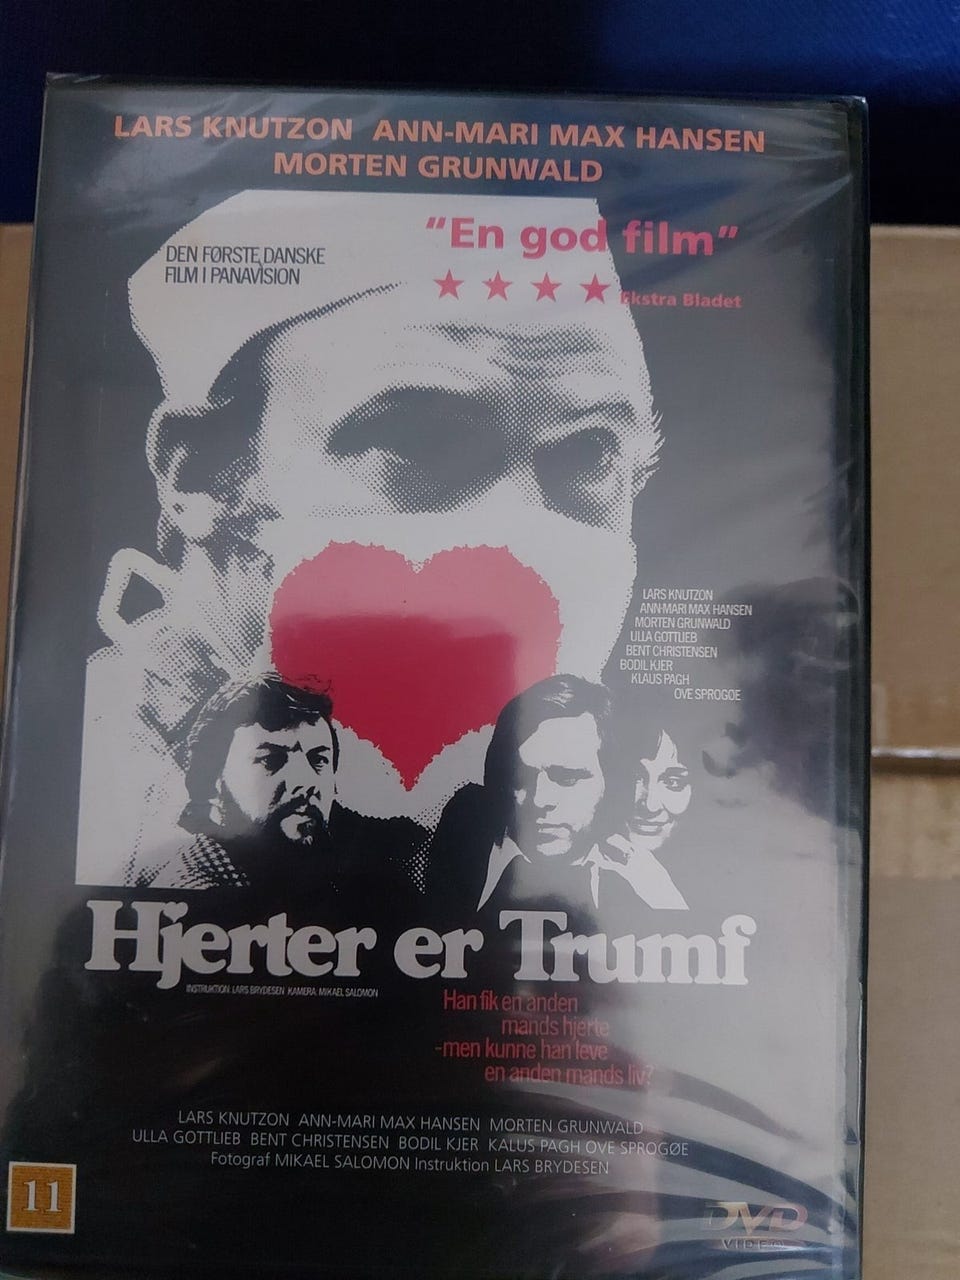 LARS KNUTZON ANN-MARI MAX HANSEN
MORTEN GRUNWALD
"En god film"
Ekstra Bladet
DEN FØRSTE DANSKE
FILM I PANAVISION
LARS KNUTZON
ANN-MARI MAX HANSEN
MORTEN GRUNWALD
ULLA GOTTLIEB
BENT CHRISTENSEN
BODIL KJER
KLAUS PAGH
OVE SPROGØE
Hjerter er Trumf
INSTRUKTION: LARS BRYDESEN KAMERA: MIKAEL SALOMON
Han fik en anden
mands hjerte
-men kunne han leve
en anden mands liv?
LARS KNUTZON ANN-MARI MAX HANSEN MORTEN GRUNWALD
ULLA GOTTLIEB BENT CHRISTENSEN BODIL KJER KALUS PAGH OVE SPROGØE
Fotograf MIKAEL SALOMON Instruktion LARS BRYDESEN
11
DVD
VIDEO